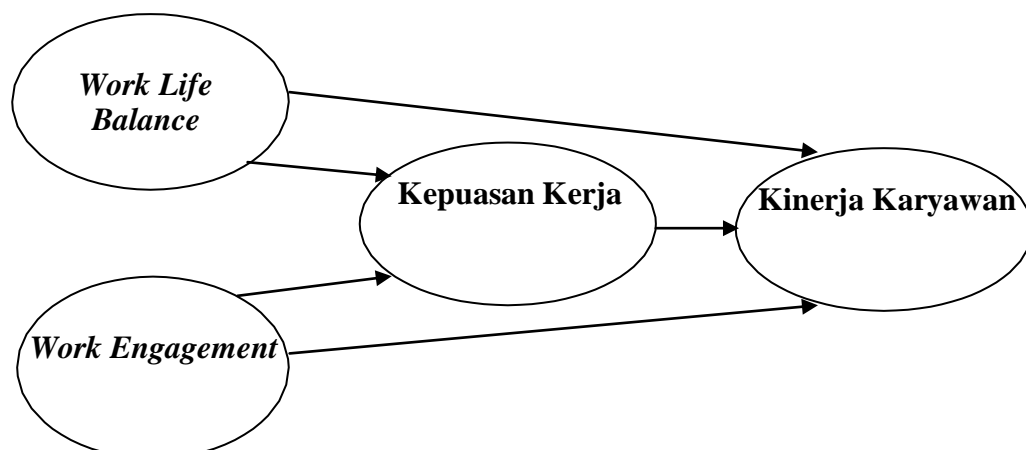 Work Life
Balance
Kepuasan Kerja
Kinerja Karyawan
Work Engagement